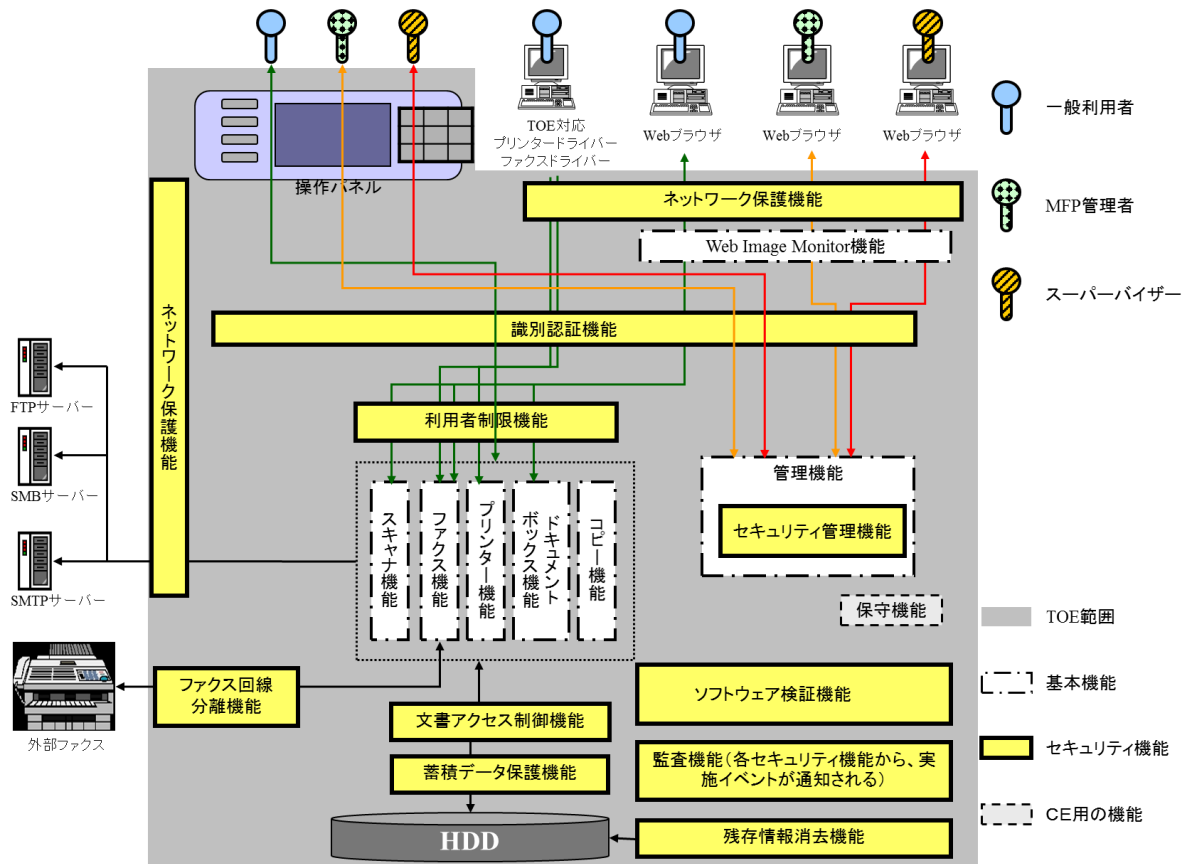 TOE対応
プリンタードライバー
ファクスドライバー
Webブラウザ
Webブラウザ
Webブラウザ
一般利用者
MFP管理者
スーパーバイザー
操作パネル
ネットワーク保護機能
Web Image Monitor機能
ネットワーク保護機能
識別認証機能
利用者制限機能
FTPサーバー
SMBサーバー
SMTPサーバー
スキャナ機能
ファクス機能
プリンター機能
ドキュメント
ボックス機能
コピー機能
管理機能
セキュリティ管理機能
保守機能
TOE範囲
基本機能
セキュリティ機能
CE用の機能
外部ファクス
ファクス回線
分離機能
文書アクセス制御機能
蓄積データ保護機能
HDD
ソフトウェア検証機能
監査機能(各セキュリティ機能から、実
施イベントが通知される)
残存情報消去機能